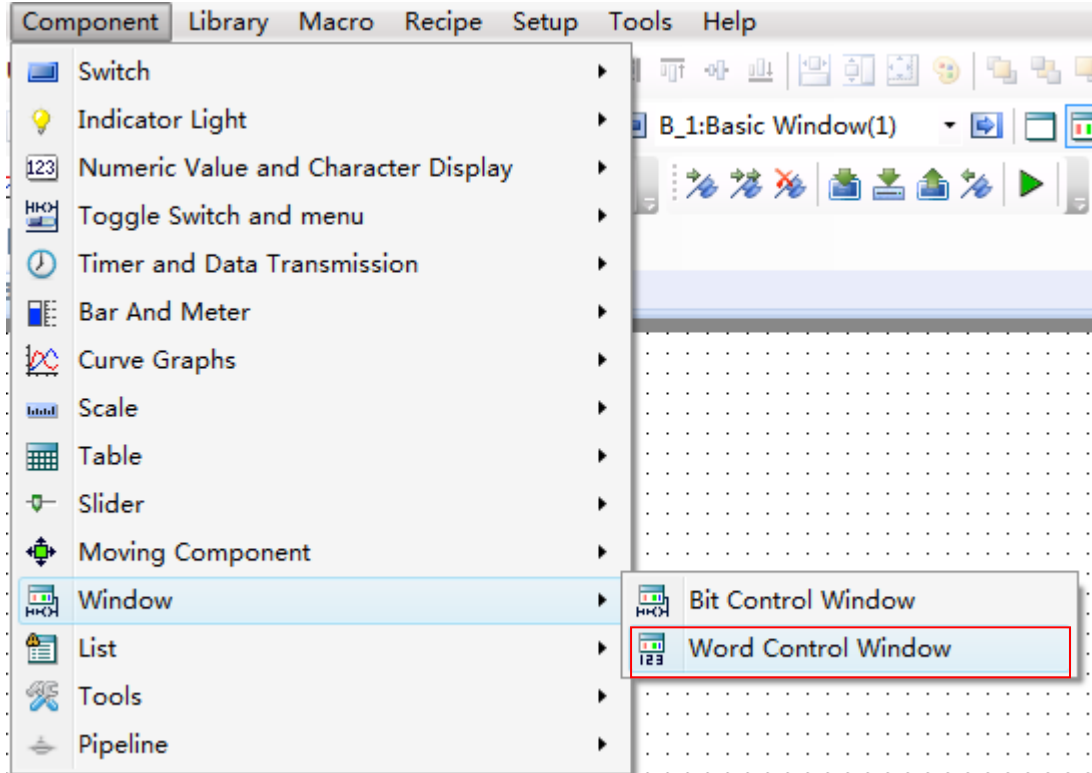 Component Library Macro Recipe Setup Tools Help
Switch
Indicator Light
B_1:Basic Window(1)
123 Numeric Value and Character Display
Toggle Switch and menu
Timer and Data Transmission
Bar And Meter
Curve Graphs
Scale
Table
Slider
Moving Component
Window
Bit Control Window
List
123 Word Control Window
Tools
Pipeline